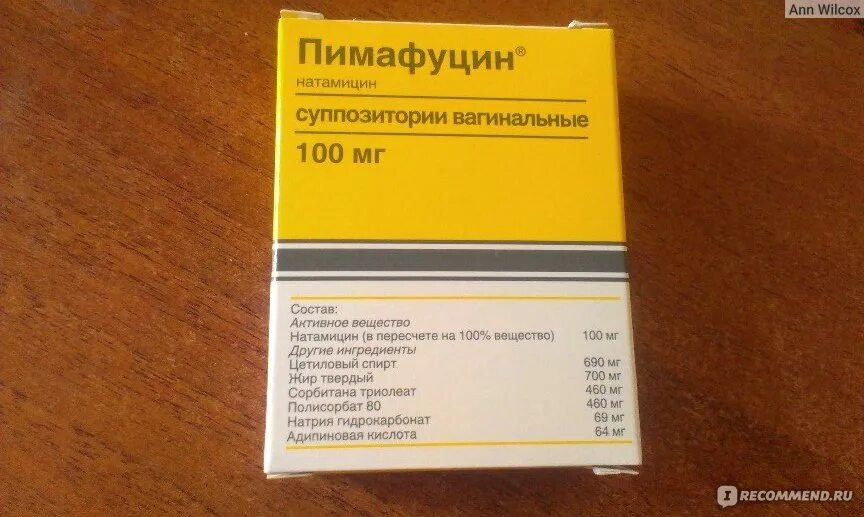 Ann Wilcox
Пимафуцин®
натамицин
суппозитории вагинальные
100 мг
Состав:
Активное вещество
Натамицин (в пересчете на 100% вещество) 100 мг
Другие ингредиенты
Цетиловый спирт 690 мг
Жир твердый 700 мг
Сорбитана триолеат 460 мг
Полисорбат 80 460 мг
Натрия гидрокарбонат 69 мг
Адипиновая кислота 64 мг
I RECOMMEND.RU